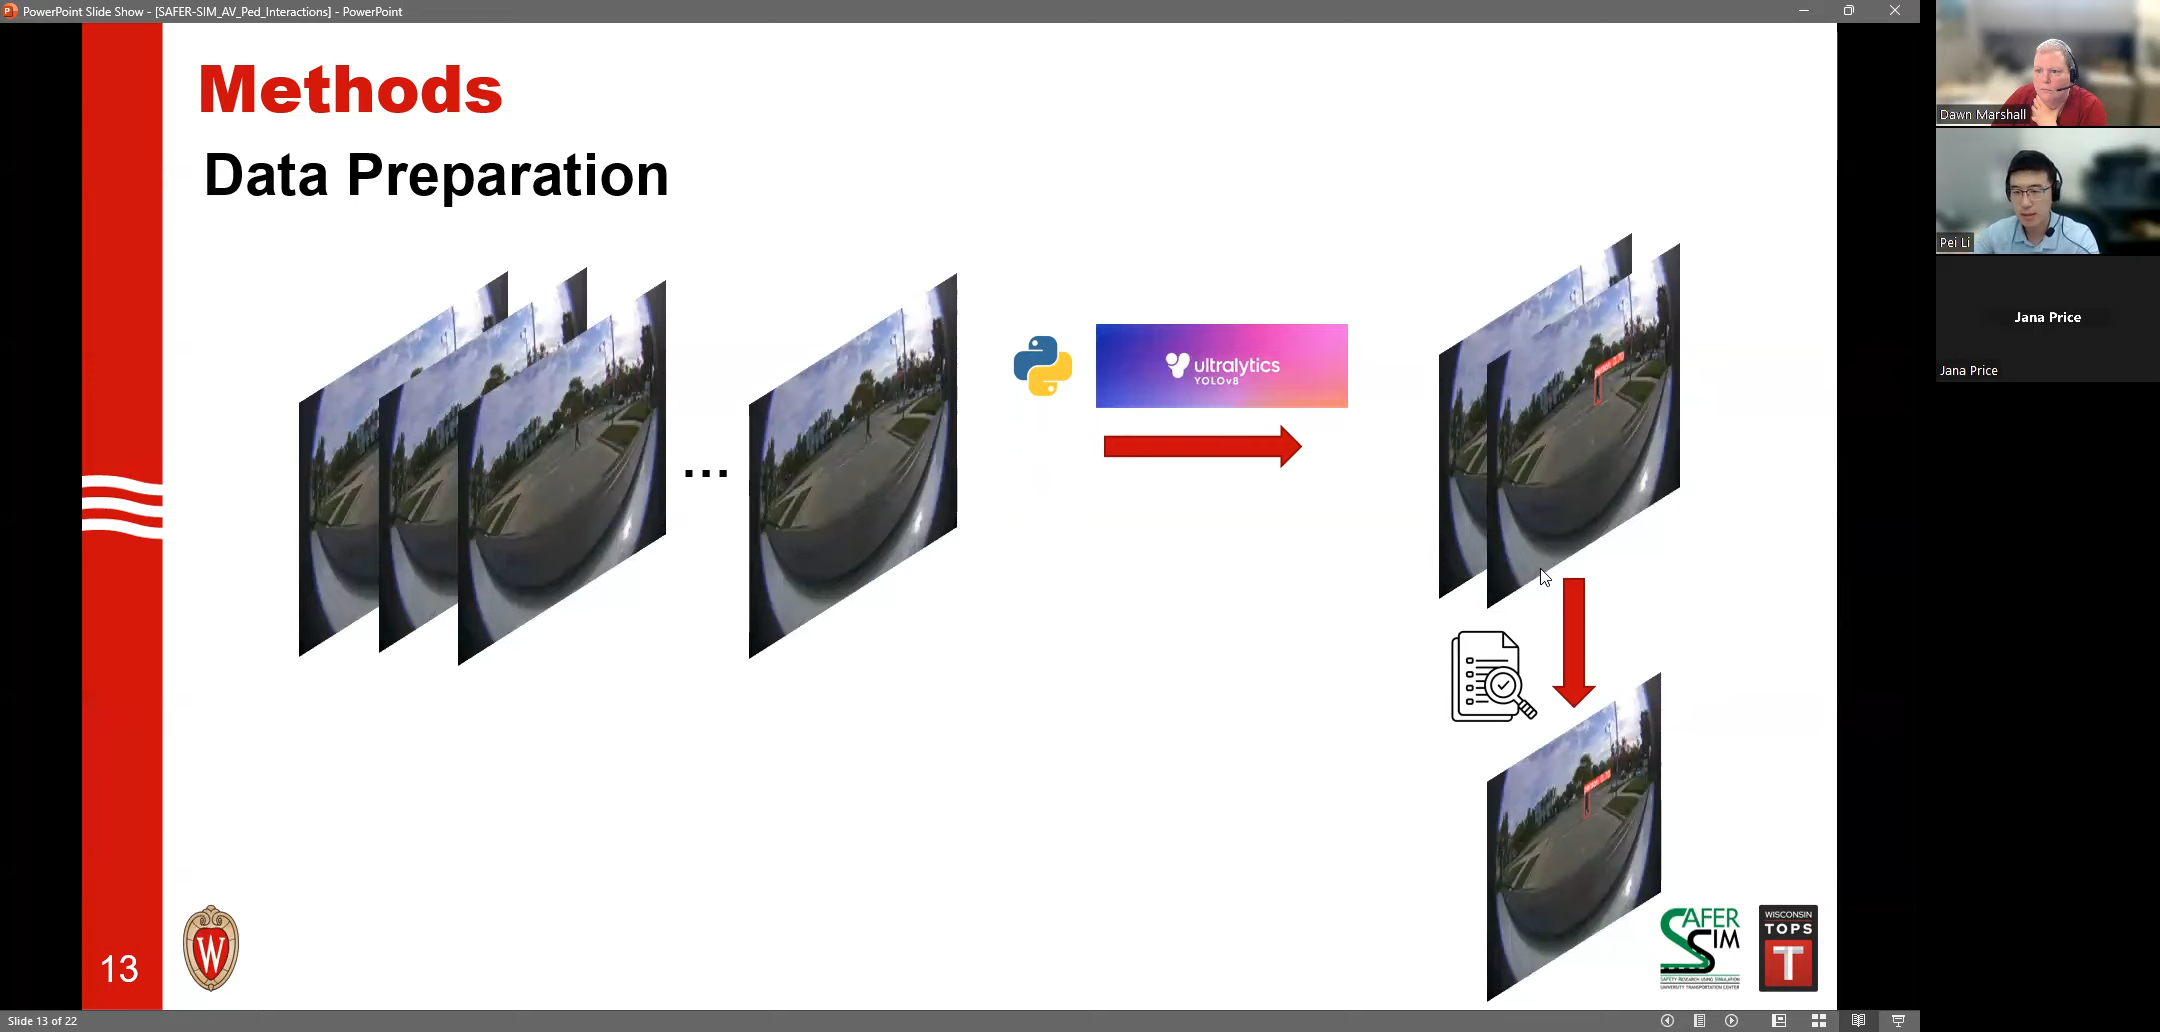 PowerPoint Slide Show - [SAFER-SIM_AV_Ped_Interactions] - PowerPoint
Methods
Data Preparation
...
ultralytics
YOLOv8
W
13
SAFER
SIM
SAFETY RESEARCH USING SIMULATION
UNIVERSITY TRANSPORTATION CENTER
WISCONSIN
TOPS
T
Slide 13 of 22
Dawn Marshall
Pei Li
Jana Price
Jana Price